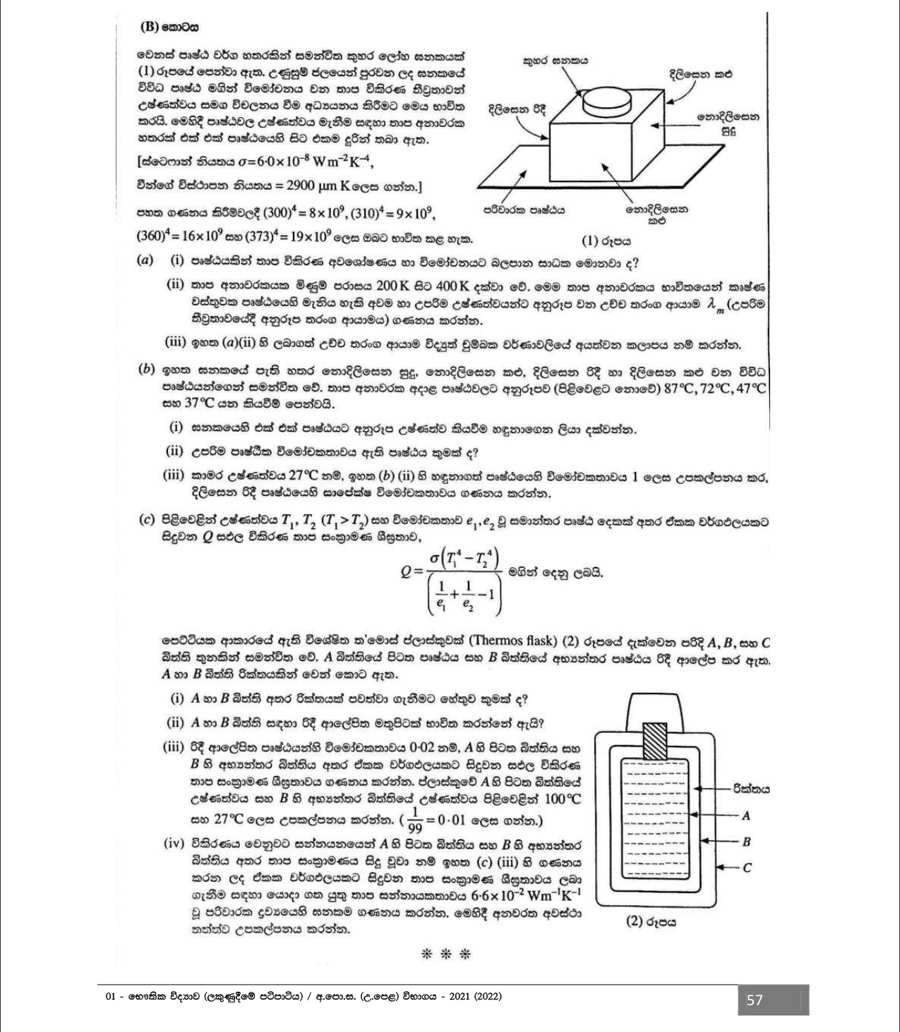 (B) කොටස
වෙනස් පෘෂ්ඨ වර්ග හතරකින් සමන්විත කුහර ලෝහ ඝනකයක්
(1) රූපයේ පෙන්වා ඇත. උණුසුම් ජලයෙන් පුරවන ලද ඝනකයේ
විවිධ පෘෂ්ඨ මගින් විමෝචනය වන තාප විකිරණ තීව්‍රතාවන්
උෂ්ණත්වය සමග විචලනය වීම අධ්‍යයනය කිරීමට මෙය භාවිත
කරයි. මෙහිදී පෘෂ්ඨවල උෂ්ණත්වය මැනීම සඳහා තාප අනාවරක
හතරක් එක් එක් පෘෂ්ඨයෙහි සිට එකම දුරින් තබා ඇත.
[ස්ටෙෆාන් නියතය σ=6·0×10⁻⁸ W m⁻² K⁻⁴,
වීන්ගේ විස්ථාපන නියතය = 2900 μm K ලෙස ගන්න.]
පහත ගණනය කිරීම්වලදී (300)⁴ = 8×10⁹, (310)⁴ = 9×10⁹,
(360)⁴ = 16×10⁹ සහ (373)⁴ = 19×10⁹ ලෙස ඔබට භාවිත කළ හැක.
කුහර ඝනකය
දිලිසෙන කළු
දිලිසෙන රිදී
නොදිලිසෙන
සුදු
පරිවාරක පෘෂ්ඨය
නොදිලිසෙන
කළු
(1) රූපය
(a) (i) පෘෂ්ඨයකින් තාප විකිරණ අවශෝෂණය හා විමෝචනයට බලපාන සාධක මොනවා ද?
(ii) තාප අනාවරකයක මිණුම් පරාසය 200 K සිට 400 K දක්වා වේ. මෙම තාප අනාවරකය භාවිතයෙන් කෘෂ්ණ
වස්තුවක පෘෂ්ඨයෙහි මැනිය හැකි අවම හා උපරිම උෂ්ණත්වයන්ට අනුරූප වන උච්ච තරංග ආයාම λₘ (උපරිම
තීව්‍රතාවයේදී අනුරූප තරංග ආයාමය) ගණනය කරන්න.
(iii) ඉහත (a)(ii) හි ලබාගත් උච්ච තරංග ආයාම විද්‍යුත් චුම්බක වර්ණාවලියේ අයත්වන කලාපය නම් කරන්න.
(b) ඉහත ඝනකයේ පැති හතර නොදිලිසෙන සුදු, නොදිලිසෙන කළු, දිලිසෙන රිදී හා දිලිසෙන කළු වන විවිධ
පෘෂ්ඨයන්ගෙන් සමන්විත වේ. තාප අනාවරක අදාළ පෘෂ්ඨවලට අනුරූපව (පිළිවෙළට නොවේ) 87 °C, 72 °C, 47 °C
සහ 37 °C යන කියවීම් පෙන්වයි.
(i) ඝනකයෙහි එක් එක් පෘෂ්ඨයට අනුරූප උෂ්ණත්ව කියවීම හඳුනාගෙන ලියා දක්වන්න.
(ii) උපරිම පෘෂ්ඨික විමෝචකතාවය ඇති පෘෂ්ඨය කුමක් ද?
(iii) කාමර උෂ්ණත්වය 27 °C නම්, ඉහත (b) (ii) හි හඳුනාගත් පෘෂ්ඨයෙහි විමෝචකතාවය 1 ලෙස උපකල්පනය කර,
දිලිසෙන රිදී පෘෂ්ඨයෙහි සාපේක්ෂ විමෝචකතාවය ගණනය කරන්න.
(c) පිළිවෙළින් උෂ්ණත්වය T₁, T₂ (T₁ > T₂) සහ විමෝචකතාව e₁, e₂ වූ සමාන්තර පෘෂ්ඨ දෙකක් අතර ඒකක වර්ගඵලයකට
සිදුවන Q සඵල විකිරණ තාප සංක්‍රාමණ ශීඝ්‍රතාව,
Q = σ(T₁⁴ − T₂⁴) / (1/e₁ + 1/e₂ − 1) මගින් දෙනු ලබයි.
පෙට්ටියක ආකාරයේ ඇති විශේෂිත ත'මොස් ප්ලාස්කුවක් (Thermos flask) (2) රූපයේ දැක්වෙන පරිදි A, B, සහ C
බිත්ති තුනකින් සමන්විත වේ. A බිත්තියේ පිටත පෘෂ්ඨය සහ B බිත්තියේ අභ්‍යන්තර පෘෂ්ඨය රිදී ආලේප කර ඇත.
A හා B බිත්ති රික්තයකින් වෙන් කොට ඇත.
(i) A හා B බිත්ති අතර රික්තයක් පවත්වා ගැනීමට හේතුව කුමක් ද?
(ii) A හා B බිත්ති සඳහා රිදී ආලේපිත මතුපිටක් භාවිත කරන්නේ ඇයි?
(iii) රිදී ආලේපිත පෘෂ්ඨයන්හි විමෝචකතාවය 0·02 නම්, A හි පිටත බිත්තිය සහ
B හි අභ්‍යන්තර බිත්තිය අතර ඒකක වර්ගඵලයකට සිදුවන සඵල විකිරණ
තාප සංක්‍රාමණ ශීඝ්‍රතාවය ගණනය කරන්න. ප්ලාස්කුවේ A හි පිටත බිත්තියේ
උෂ්ණත්වය සහ B හි අභ්‍යන්තර බිත්තියේ උෂ්ණත්වය පිළිවෙළින් 100 °C
සහ 27 °C ලෙස උපකල්පනය කරන්න. (1/99 = 0·01 ලෙස ගන්න.)
(iv) විකිරණය වෙනුවට සන්නයනයෙන් A හි පිටත බිත්තිය සහ B හි අභ්‍යන්තර
බිත්තිය අතර තාප සංක්‍රාමණය සිදු වූවා නම් ඉහත (c) (iii) හි ගණනය
කරන ලද ඒකක වර්ගඵලයකට සිදුවන තාප සංක්‍රාමණ ශීඝ්‍රතාවය ලබා
ගැනීම සඳහා යොදා ගත යුතු තාප සන්නායකතාවය 6·6×10⁻² Wm⁻¹K⁻¹
වූ පරිවාරක ද්‍රව්‍යයෙහි ඝනකම ගණනය කරන්න. මෙහිදී අනවරත අවස්ථා
තත්ත්ව උපකල්පනය කරන්න.
රික්තය
A
B
C
(2) රූපය
* * *
01 - භෞතික විද්‍යාව (ලකුණුදීමේ පටිපාටිය) / අ.පො.ස. (උ.පෙළ) විභාගය - 2021 (2022)
57